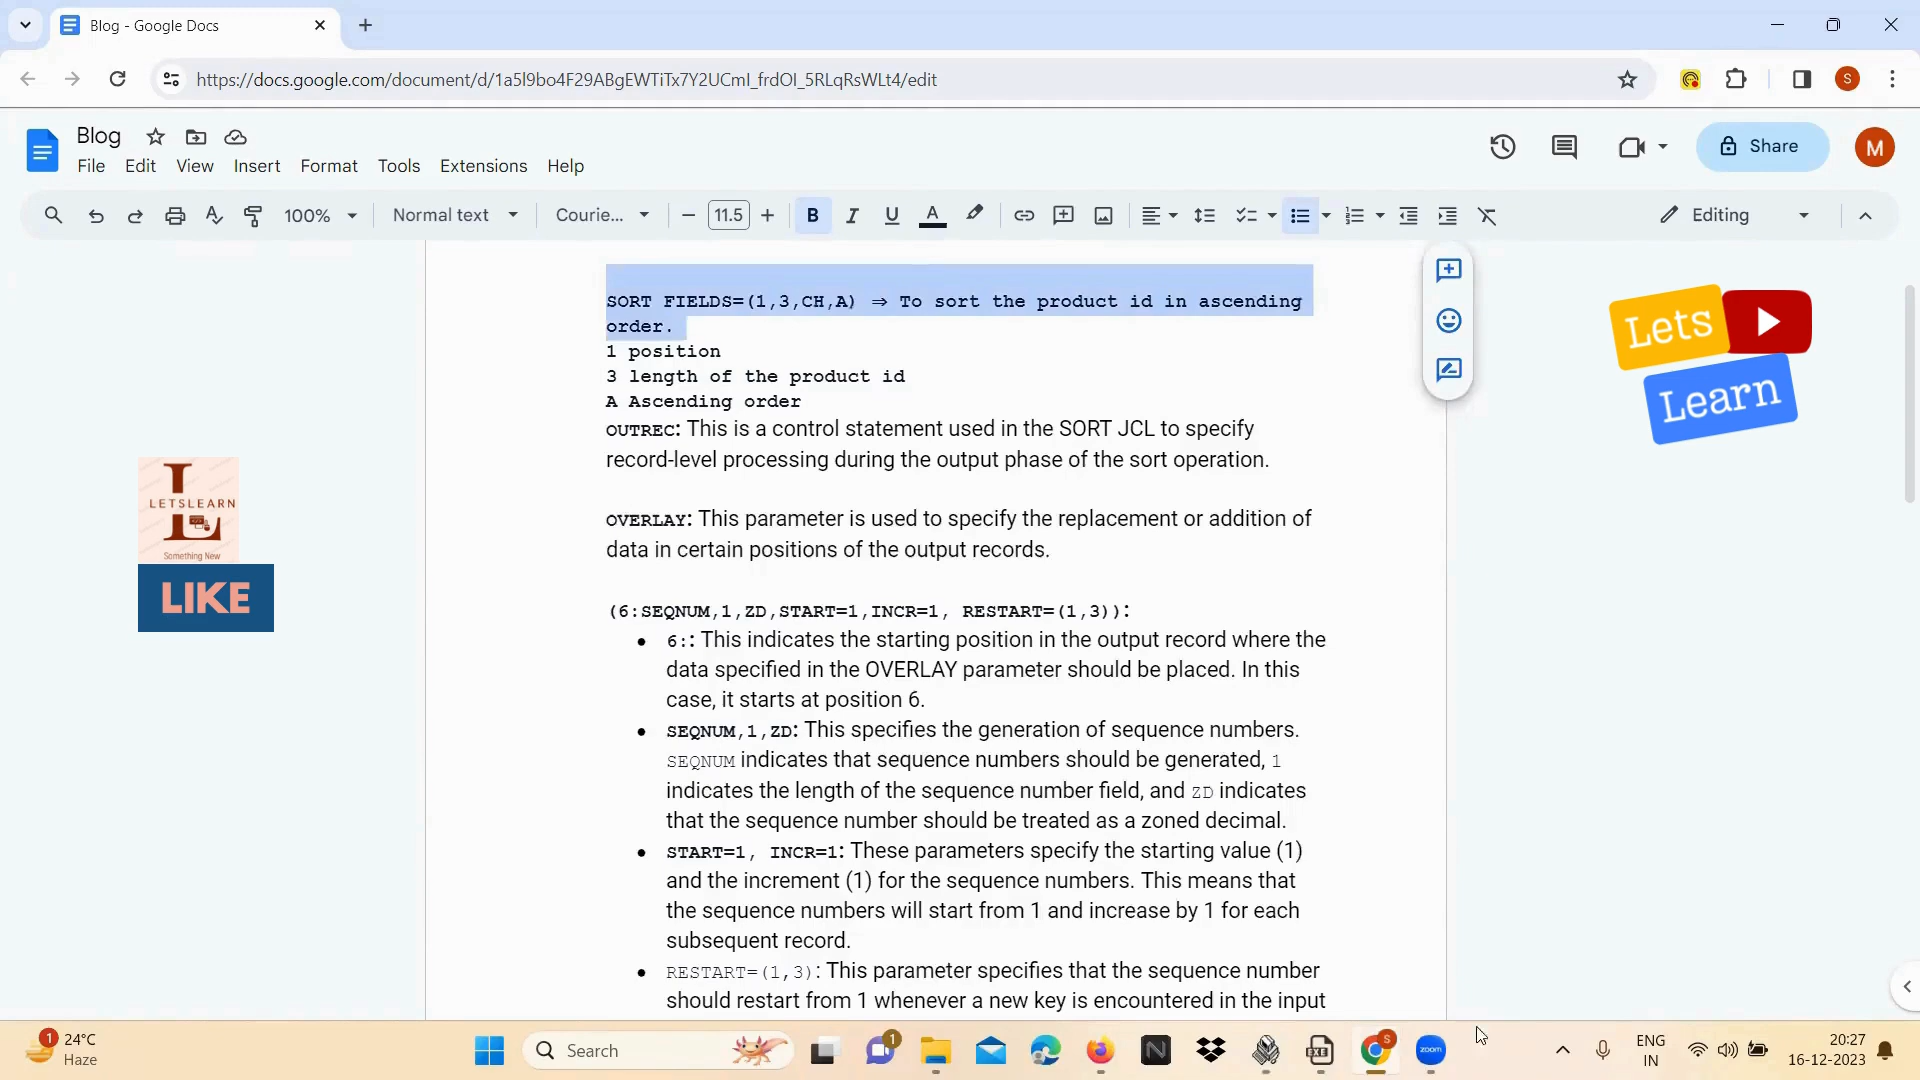 Blog - Google Docs
https://docs.google.com/document/d/1a5l9bo4F29ABgEWTiTx7Y2UCmI_frdOI_5RLqRsWLt4/edit
S
Blog
File Edit View Insert Format Tools Extensions Help
Share
M
100% Normal text Courie... 11.5 B I U A Editing
SORT FIELDS=(1,3,CH,A) ⇒ To sort the product id in ascending
order.
1 position
3 length of the product id
A Ascending order
OUTREC: This is a control statement used in the SORT JCL to specify
record-level processing during the output phase of the sort operation.
OVERLAY: This parameter is used to specify the replacement or addition of
data in certain positions of the output records.
(6:SEQNUM,1,ZD,START=1,INCR=1, RESTART=(1,3)):
• 6:: This indicates the starting position in the output record where the
data specified in the OVERLAY parameter should be placed. In this
case, it starts at position 6.
• SEQNUM,1,ZD: This specifies the generation of sequence numbers.
SEQNUM indicates that sequence numbers should be generated, 1
indicates the length of the sequence number field, and ZD indicates
that the sequence number should be treated as a zoned decimal.
• START=1, INCR=1: These parameters specify the starting value (1)
and the increment (1) for the sequence numbers. This means that
the sequence numbers will start from 1 and increase by 1 for each
subsequent record.
• RESTART=(1,3): This parameter specifies that the sequence number
should restart from 1 whenever a new key is encountered in the input
Lets
Learn
L
LETSLEARN
L
Something New
LIKE
1
24°C
Haze
Search
1
N
EXE
S
zoom
ENG
IN
20:27
16-12-2023